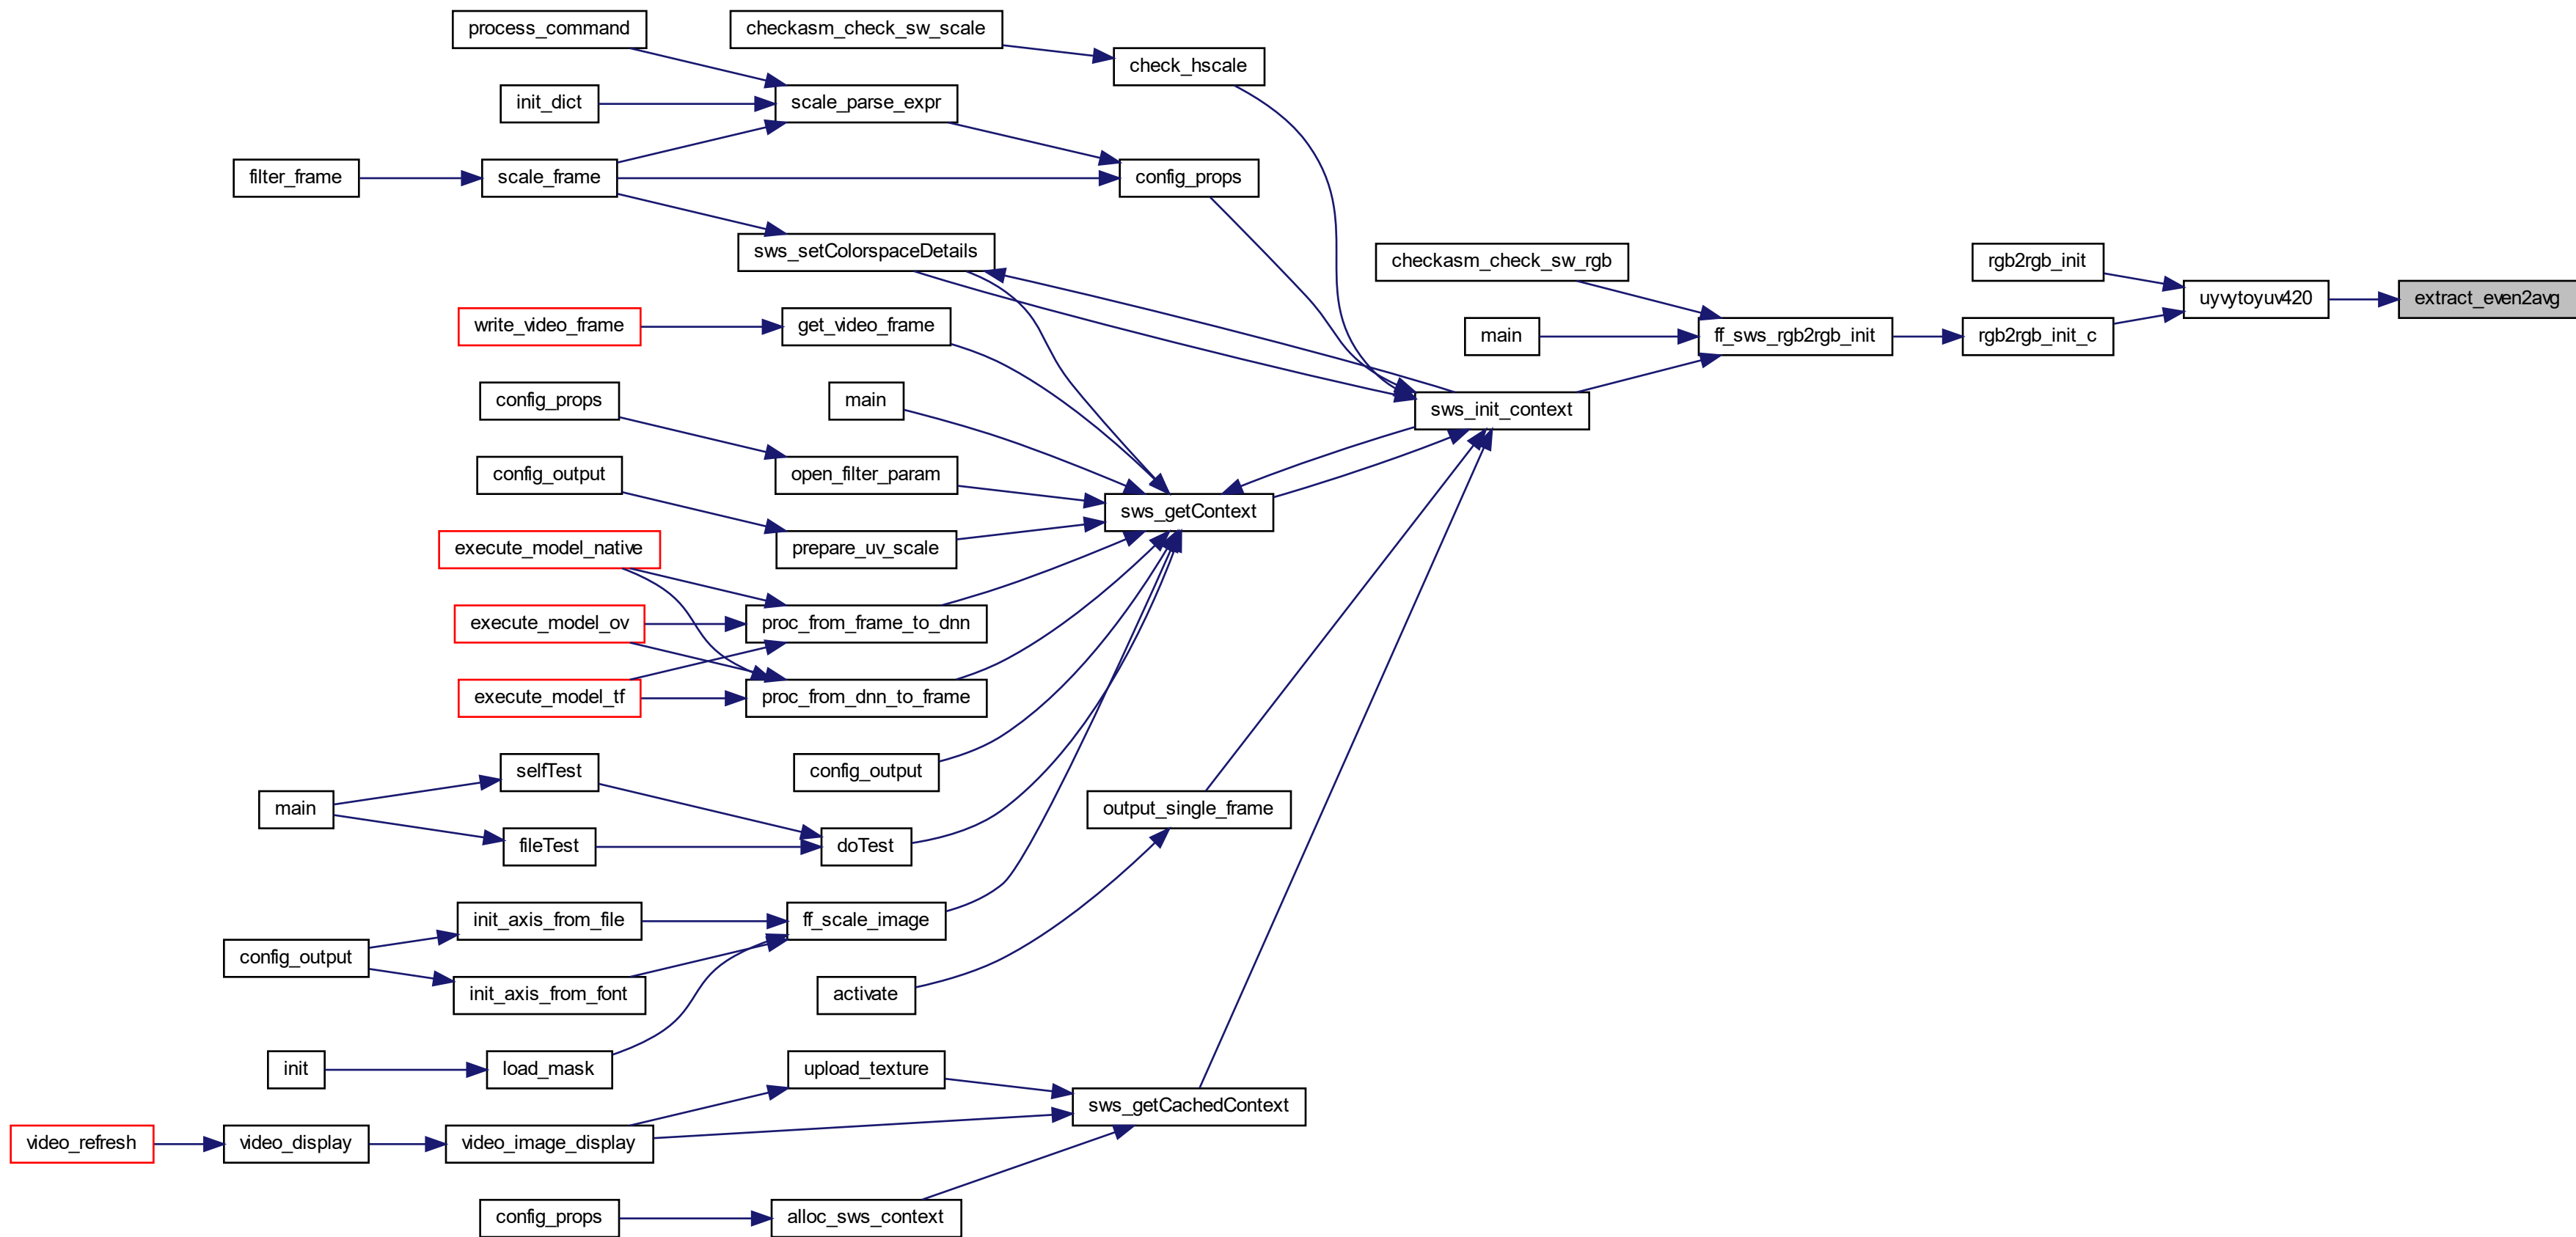 process_command
checkasm_check_sw_scale
check_hscale
init_dict
scale_parse_expr
filter_frame
scale_frame
config_props
sws_setColorspaceDetails
checkasm_check_sw_rgb
rgb2rgb_init
uyvytoyuv420
extract_even2avg
write_video_frame
get_video_frame
main
ff_sws_rgb2rgb_init
rgb2rgb_init_c
config_props
main
sws_init_context
config_output
open_filter_param
sws_getContext
execute_model_native
prepare_uv_scale
execute_model_ov
proc_from_frame_to_dnn
execute_model_tf
proc_from_dnn_to_frame
selfTest
config_output
main
output_single_frame
fileTest
doTest
init_axis_from_file
ff_scale_image
config_output
init_axis_from_font
activate
init
load_mask
upload_texture
sws_getCachedContext
video_refresh
video_display
video_image_display
config_props
alloc_sws_context